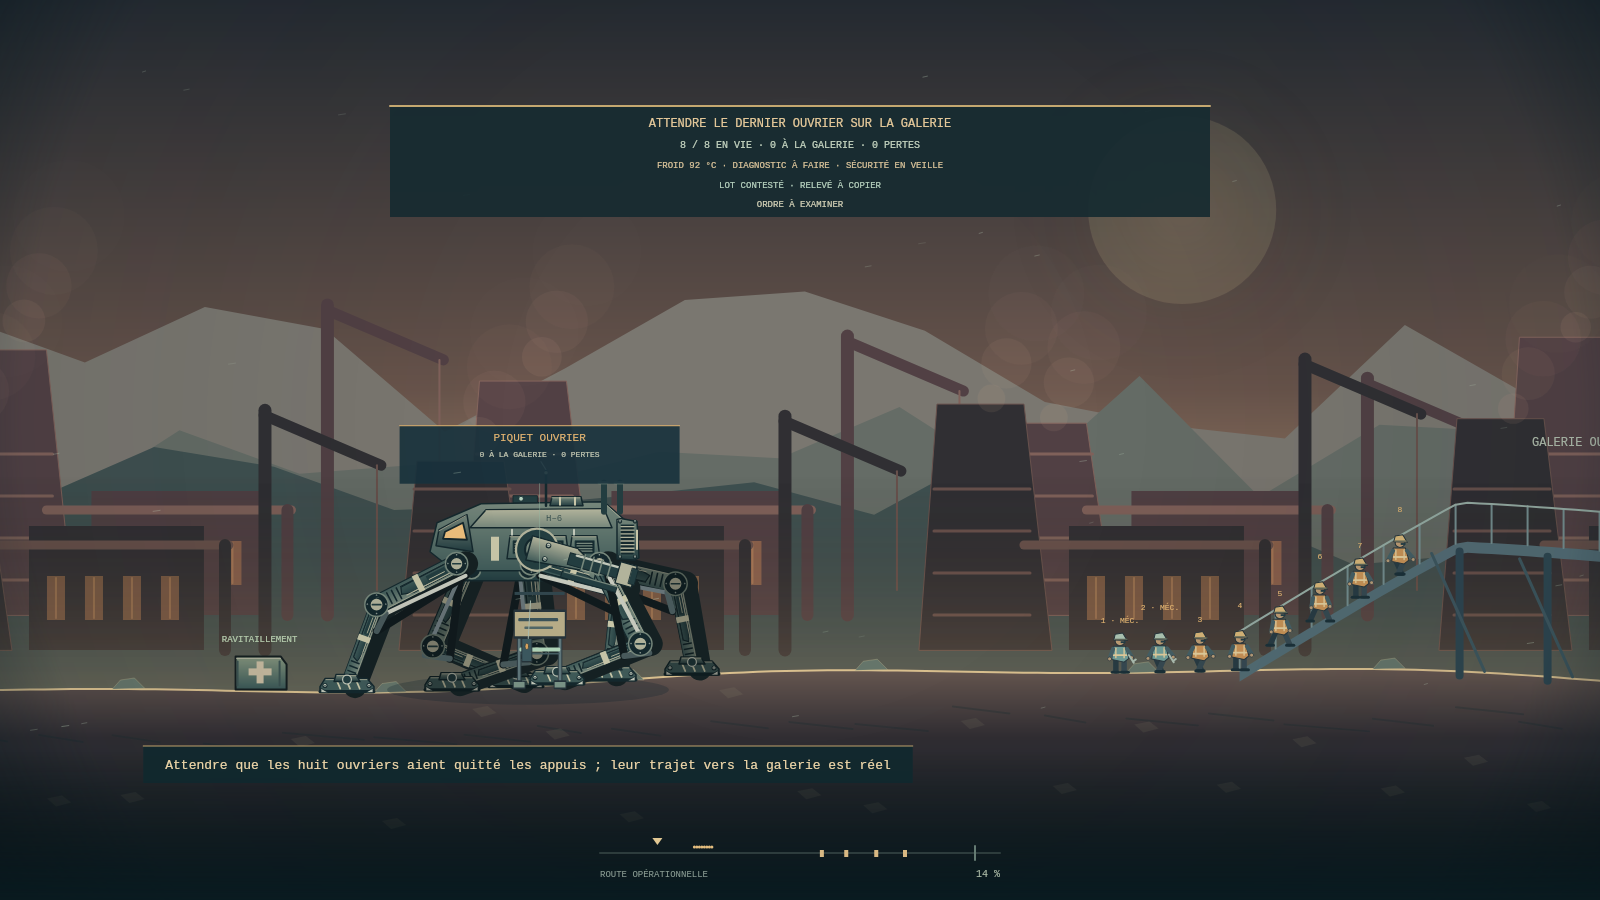 ATTENDRE LE DERNIER OUVRIER SUR LA GALERIE
8 / 8 EN VIE · 0 À LA GALERIE · 0 PERTES
FROID 92 °C · DIAGNOSTIC À FAIRE · SÉCURITÉ EN VEILLE
LOT CONTESTÉ · RELEVÉ À COPIER
ORDRE À EXAMINER
PIQUET OUVRIER
0 À LA GALERIE · 0 PERTES
GALERIE OU
H-6
8
7
6
5
4
3
2 · MÉC.
1 · MÉC.
RAVITAILLEMENT
Attendre que les huit ouvriers aient quitté les appuis ; leur trajet vers la galerie est réel
ROUTE OPÉRATIONNELLE
14 %